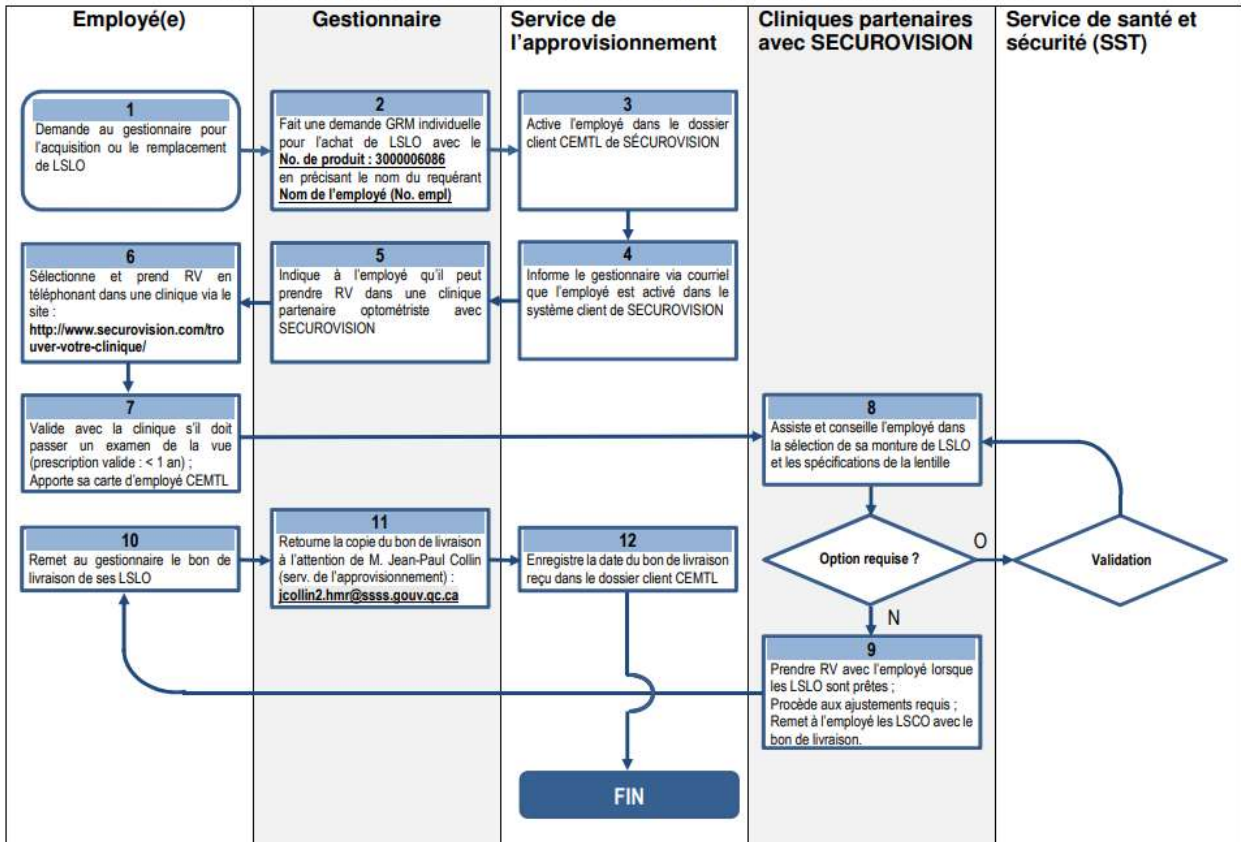 Employé(e)
Gestionnaire
Service de
l'approvisionnement
Cliniques partenaires
avec SECUROVISION
Service de santé et
sécurité (SST)
1
Demande au gestionnaire pour
l'acquisition ou le remplacement
de LSLO
2
Fait une demande GRM individuelle
pour l'achat de LSLO avec le
No. de produit : 3000006086
en précisant le nom du requérant
Nom de l'employé (No. empl)
3
Active l'employé dans le dossier
client CEMTL de SÉCUROVISION
6
Sélectionne et prend RV en
téléphonant dans une clinique via le
site :
http://www.securovision.com/tro
uver-votre-clinique/
5
Indique à l'employé qu'il peut
prendre RV dans une clinique
partenaire optométriste avec
SECUROVISION
4
Informe le gestionnaire via courriel
que l'employé est activé dans le
système client de SECUROVISION
7
Valide avec la clinique s'il doit
passer un examen de la vue
(prescription valide : < 1 an) ;
Apporte sa carte d'employé CEMTL
8
Assiste et conseille l'employé dans
la sélection de sa monture de LSLO
et les spécifications de la lentille
10
Remet au gestionnaire le bon de
livraison de ses LSLO
11
Retourne la copie du bon de livraison
à l'attention de M. Jean-Paul Collin
(serv. de l'approvisionnement) :
jcollin2.hmr@ssss.gouv.qc.ca
12
Enregistre la date du bon de livraison
reçu dans le dossier client CEMTL
Option requise ?
O
Validation
N
9
Prendre RV avec l'employé lorsque
les LSLO sont prêtes ;
Procède aux ajustements requis ;
Remet à l'employé les LSCO avec le
bon de livraison.
FIN